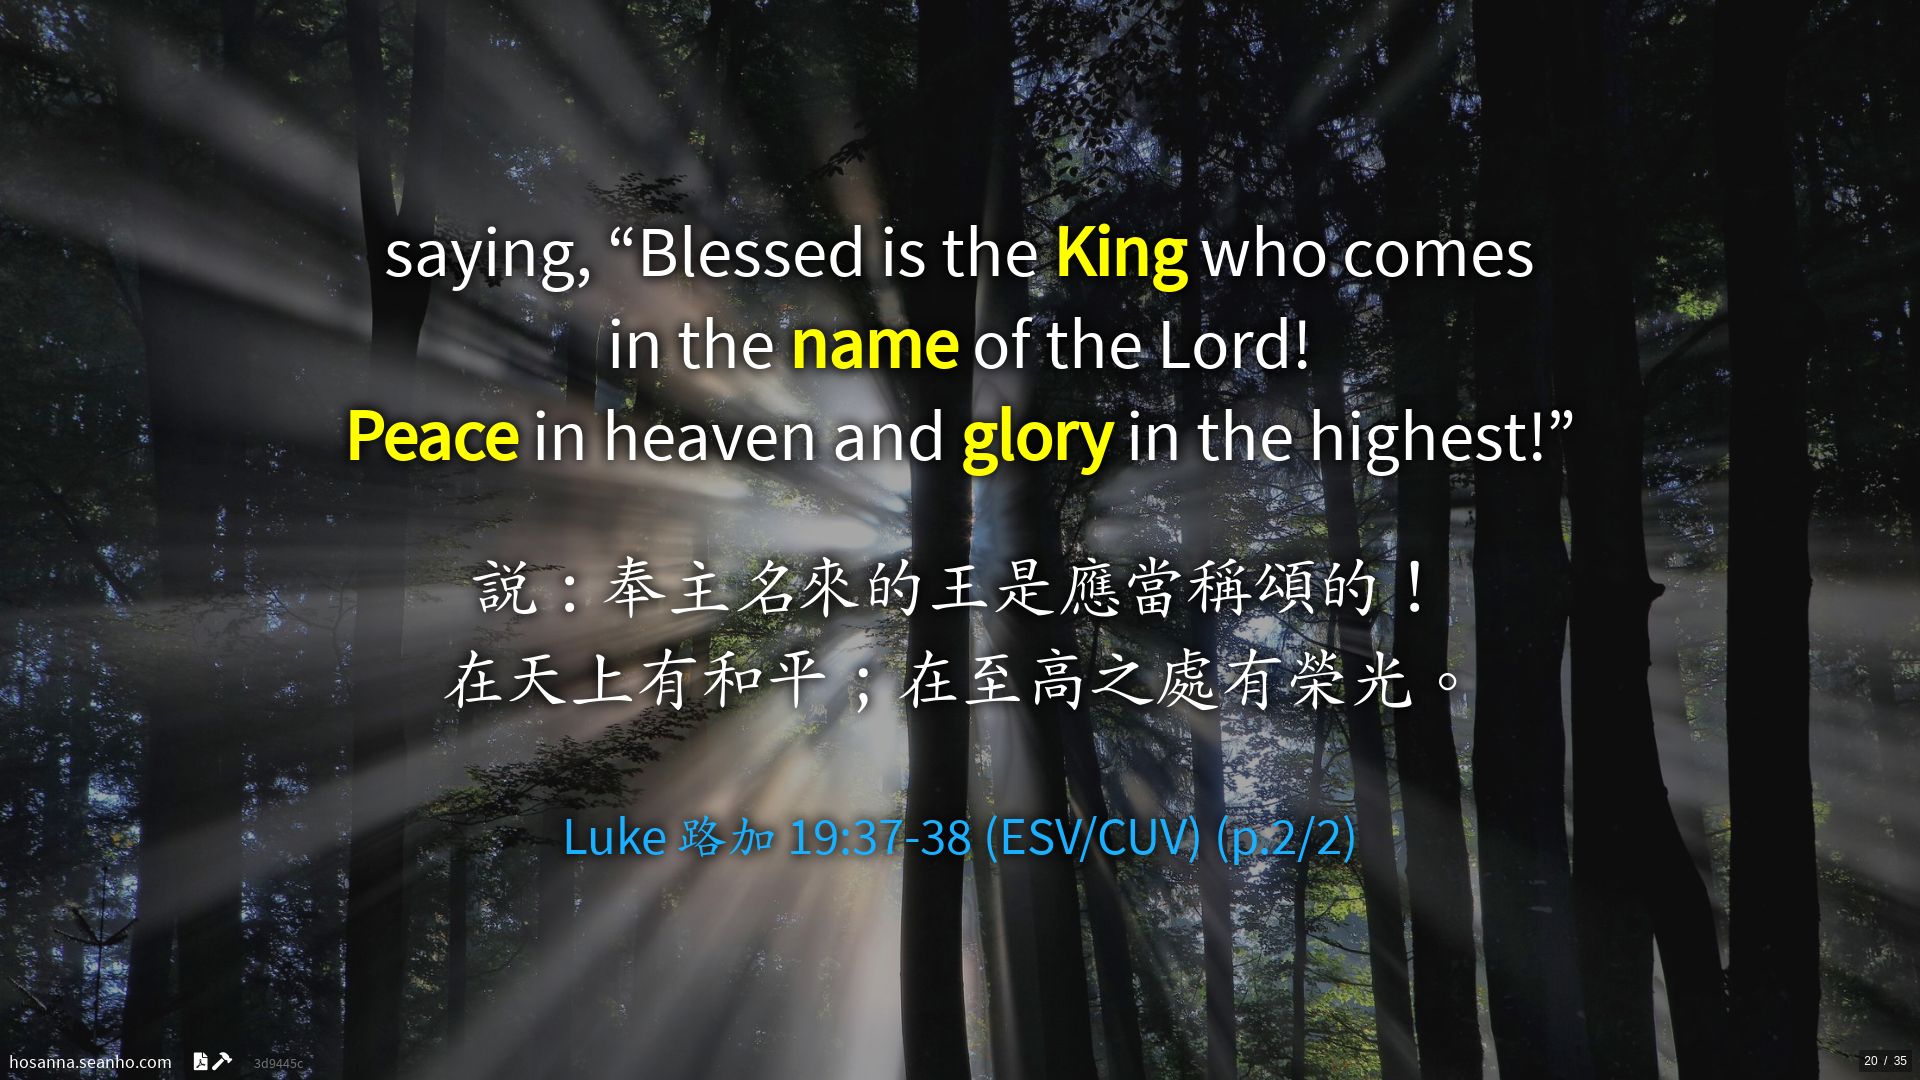 saying, “Blessed is the King who comes
in the name of the Lord!
Peace in heaven and glory in the highest!”
説：奉主名來的王是應當稱頌的！
在天上有和平；在至高之處有榮光。
Luke 路加 19:37-38 (ESV/CUV) (p.2/2)
hosanna.seanho.com 3d9445c
20 / 35